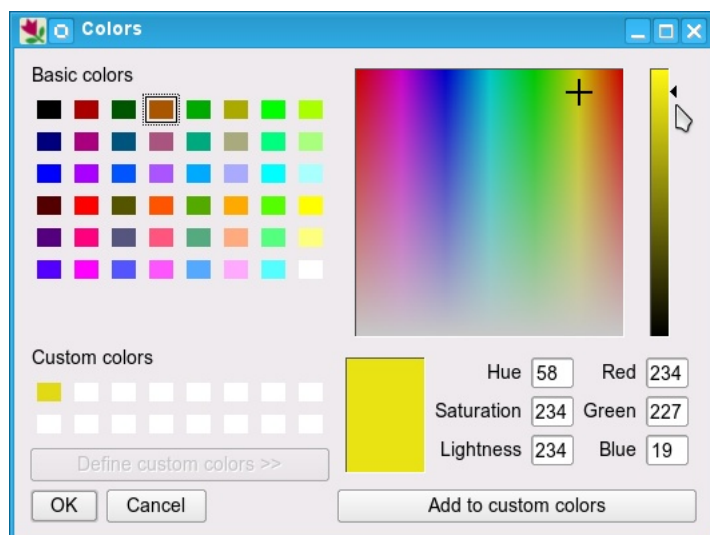 Colors
Basic colors
Custom colors
Define custom colors >>
OK Cancel
Hue 58 Red 234
Saturation 234 Green 227
Lightness 234 Blue 19
Add to custom colors